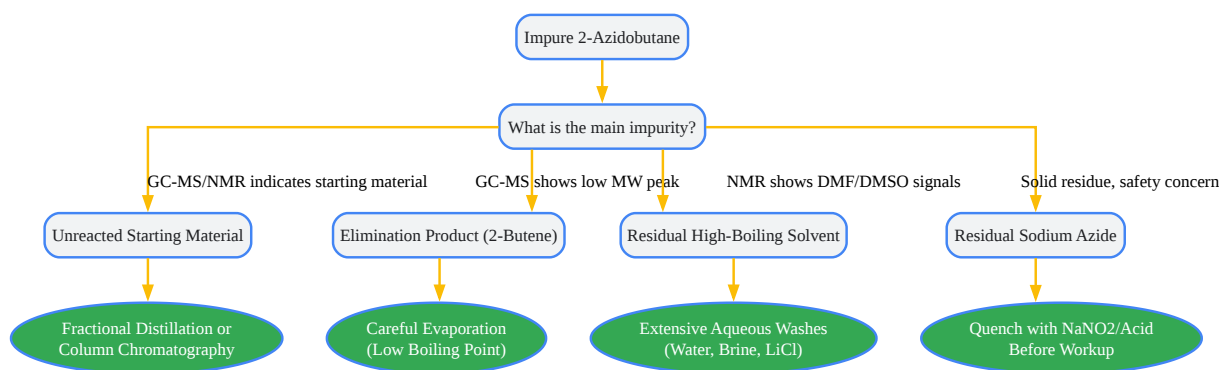 Impure 2-Azidobutane
What is the main impurity?
GC-MS/NMR indicates starting material
GC-MS shows low MW peak
NMR shows DMF/DMSO signals
Solid residue, safety concern
Unreacted Starting Material
Elimination Product (2-Butene)
Residual High-Boiling Solvent
Residual Sodium Azide
Fractional Distillation or
Column Chromatography
Careful Evaporation
(Low Boiling Point)
Extensive Aqueous Washes
(Water, Brine, LiCl)
Quench with NaNO2/Acid
Before Workup